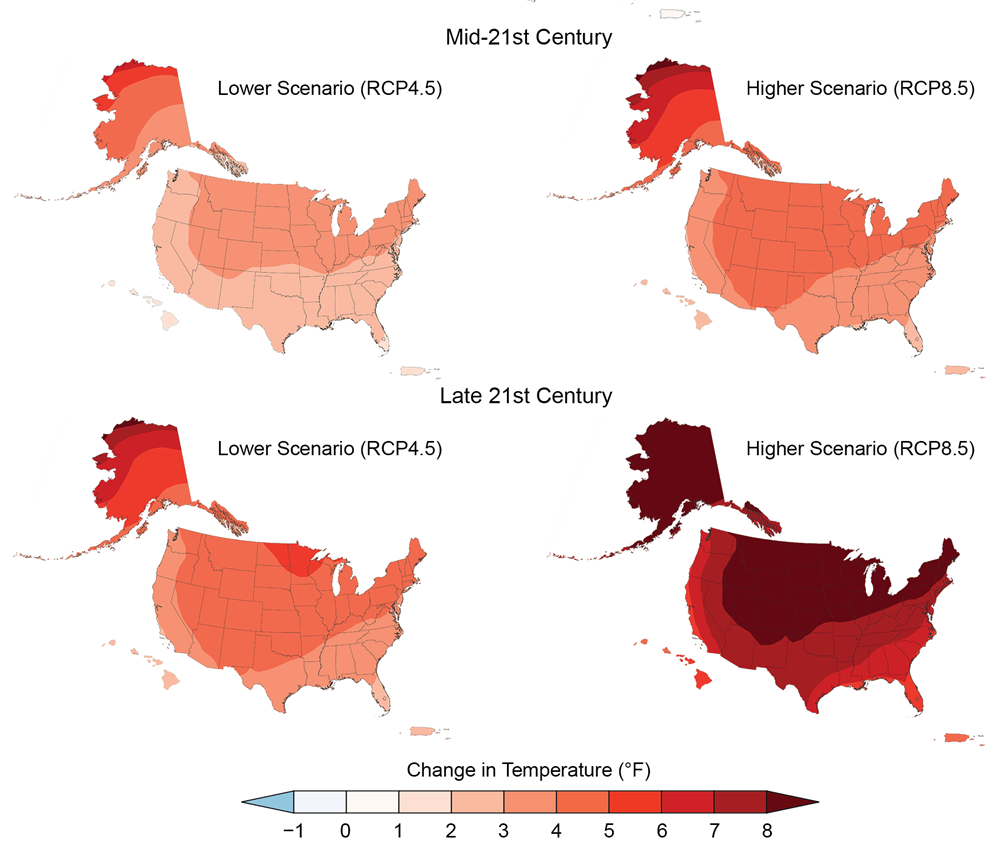 Mid-21st Century
Lower Scenario (RCP4.5)
Higher Scenario (RCP8.5)
Late 21st Century
Lower Scenario (RCP4.5)
Higher Scenario (RCP8.5)
Change in Temperature (°F)
−1 0 1 2 3 4 5 6 7 8